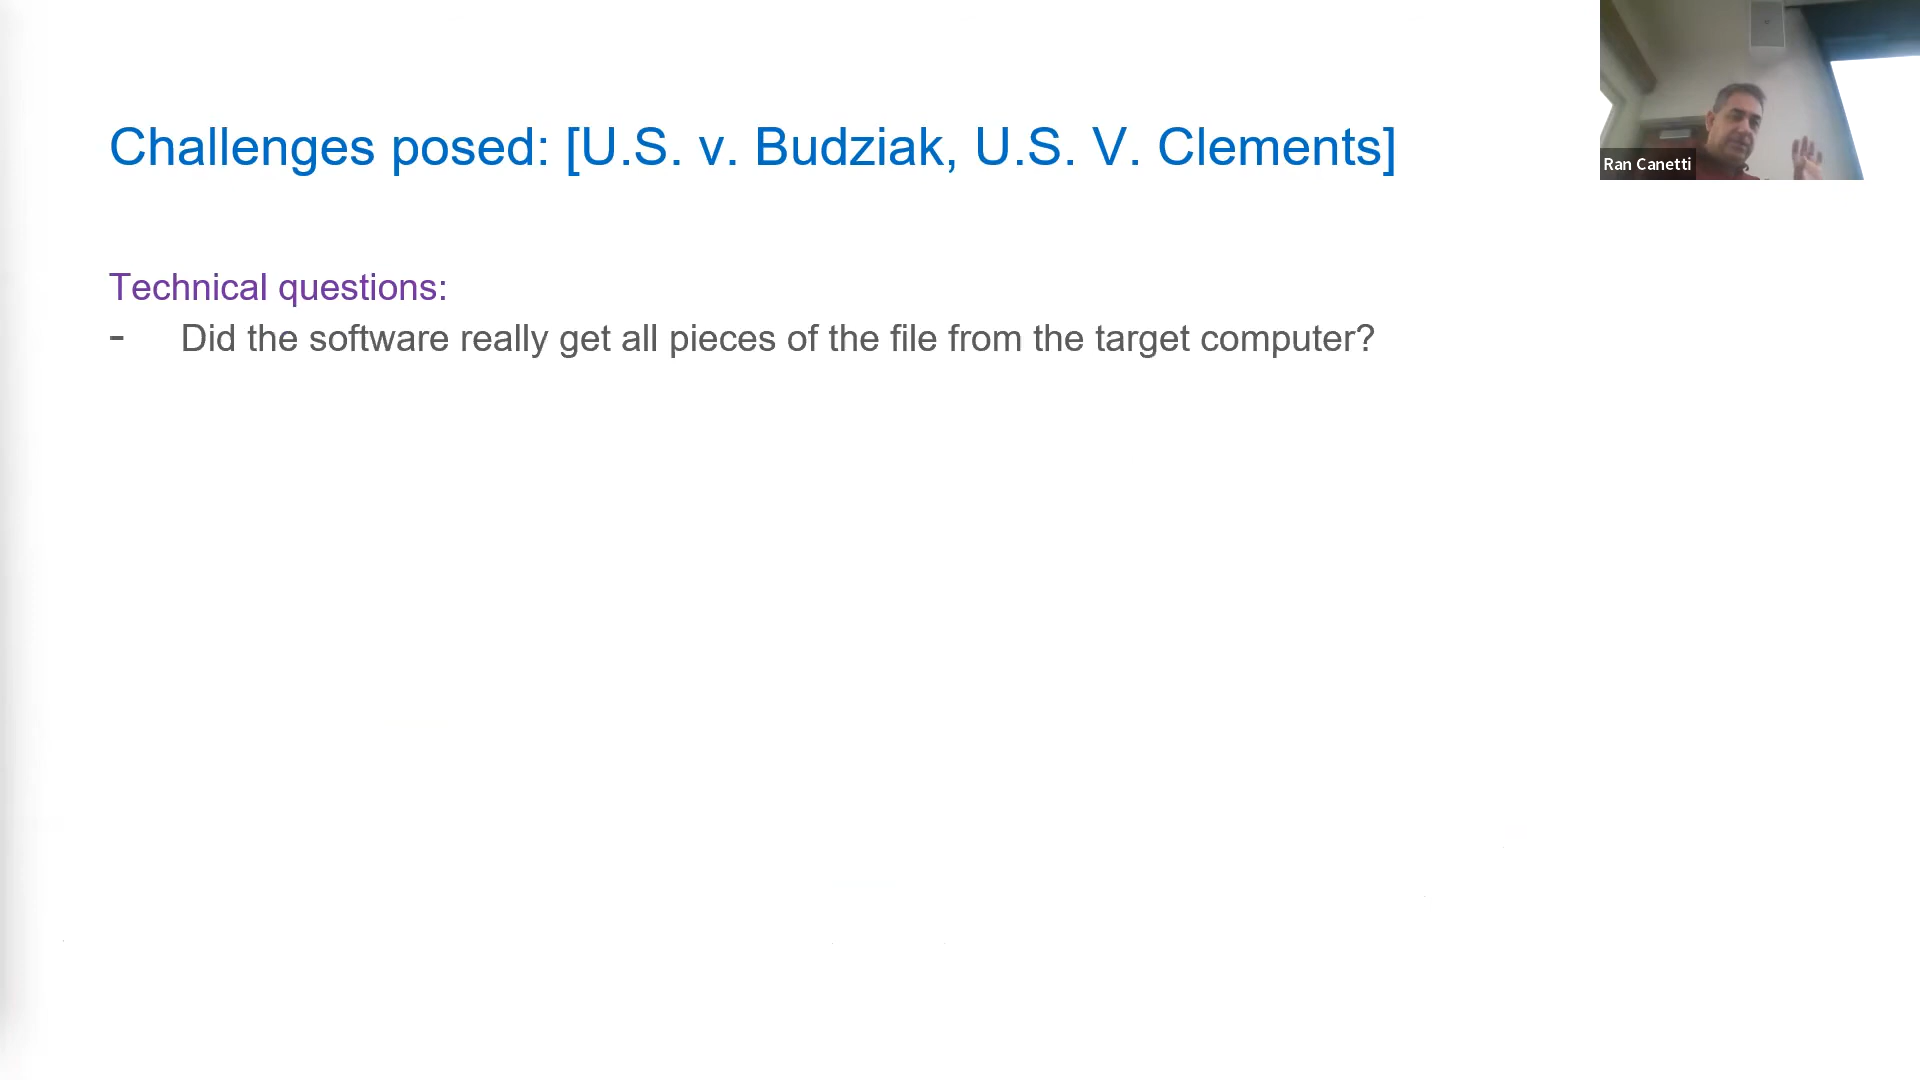 Challenges posed: [U.S. v. Budziak, U.S. V. Clements]
Ran Canetti
Technical questions:
- Did the software really get all pieces of the file from the target computer?